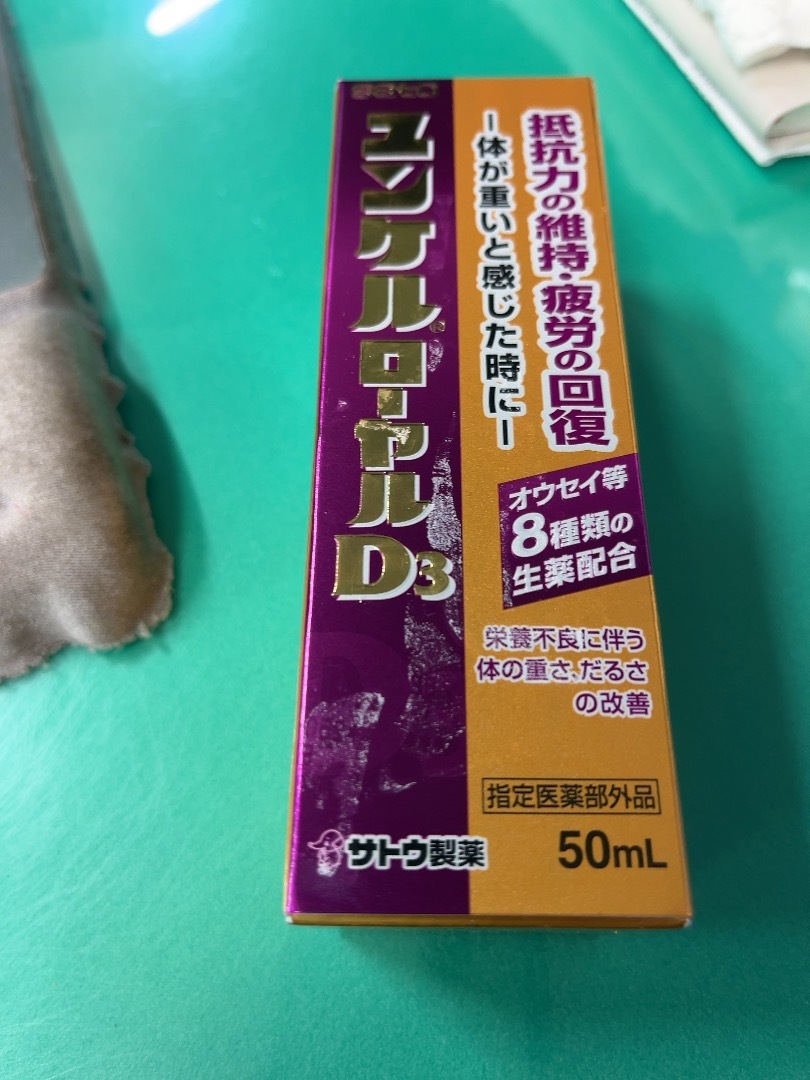 sato
ユンケル®ローヤルD3
抵抗力の維持・疲労の回復
ー体が重いと感じた時にー
オウセイ等
8種類の
生薬配合
栄養不良に伴う
体の重さ、だるさ
の改善
指定医薬部外品
サトウ製薬
50mL